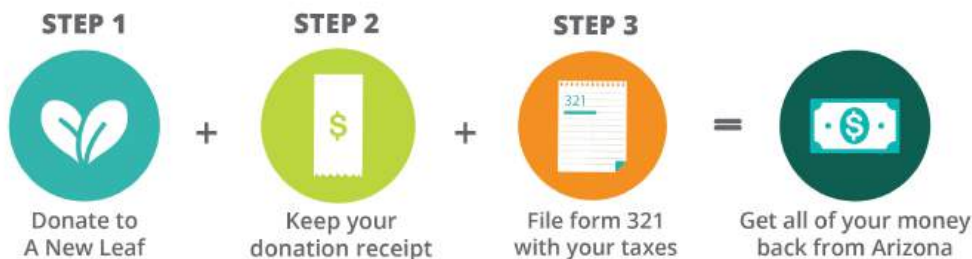 STEP 1
Donate to
A New Leaf
+
STEP 2
$
Keep your
donation receipt
+
STEP 3
321
File form 321
with your taxes
=
$
Get all of your money
back from Arizona